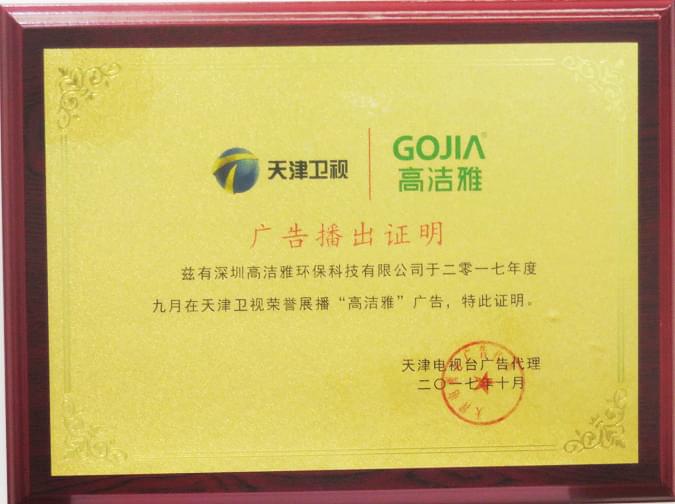 天津卫视
GOJIA®
高洁雅
广告播出证明
兹有深圳高洁雅环保科技有限公司于二零一七年度
九月在天津卫视荣誉展播“高洁雅”广告，特此证明。
天津电视台广告代理
二〇一七年十月